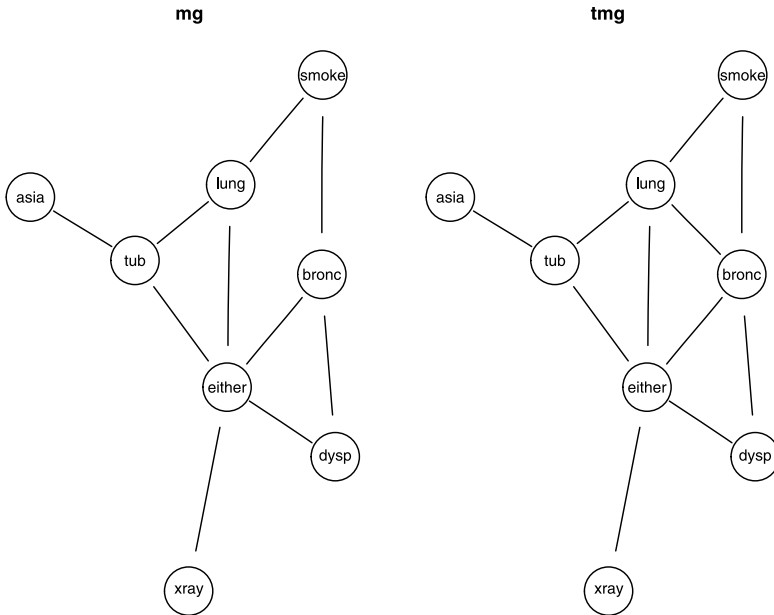 mg
smoke
lung
asia
tub
bronc
either
dysp
xray
tmg
smoke
lung
asia
tub
bronc
either
dysp
xray